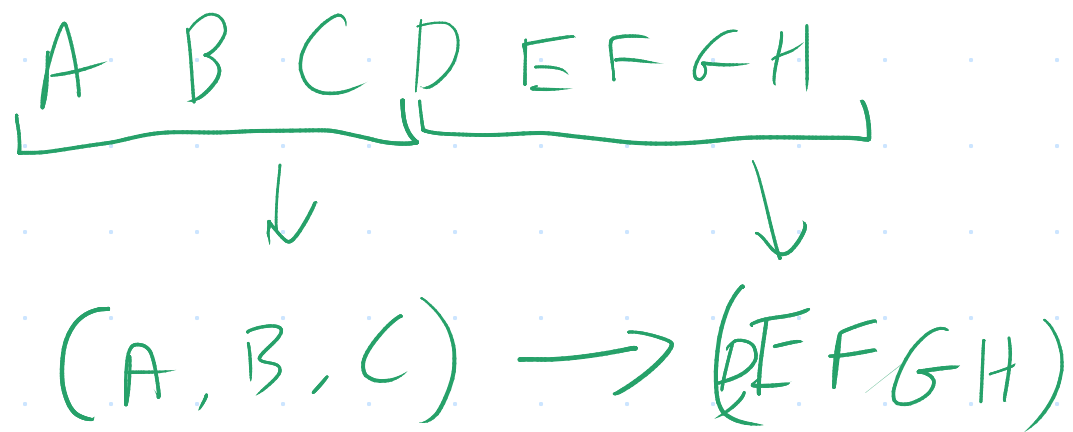 A B C D E F G H
(A, B, C) → (DEFGH)